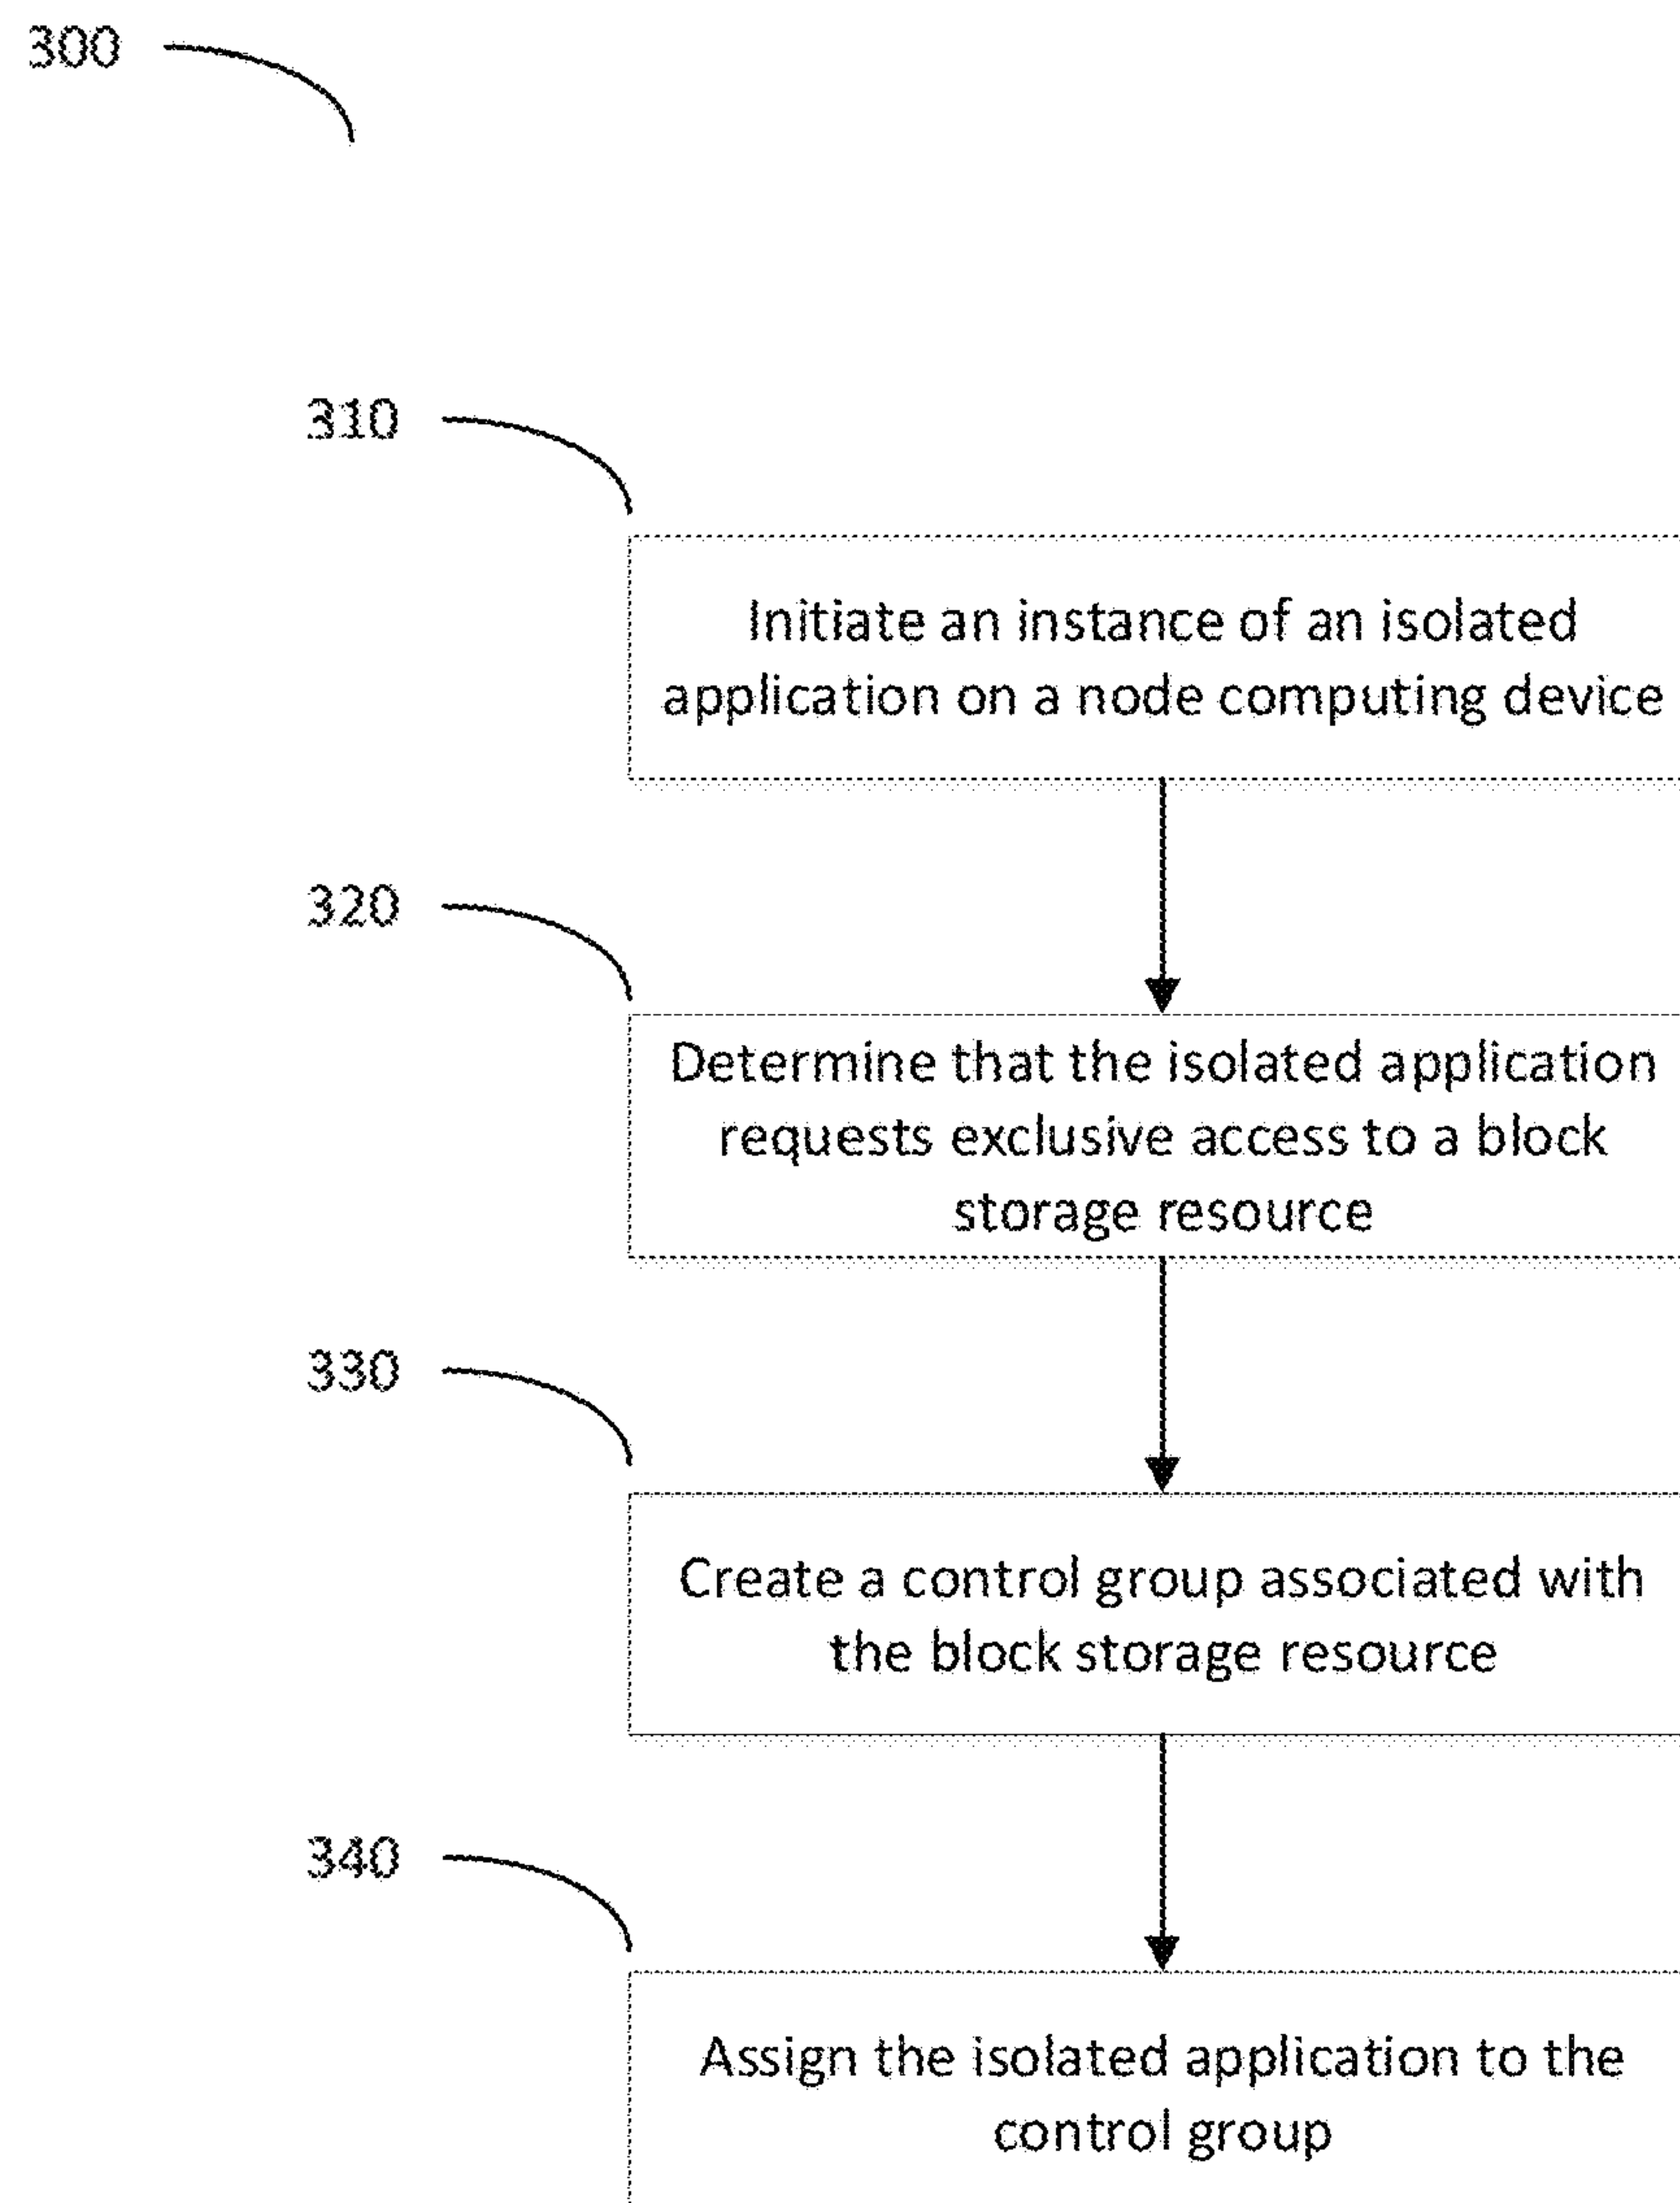 300
310
Initiate an instance of an isolated
application on a node computing device
320
Determine that the isolated application
requests exclusive access to a block
storage resource
330
Create a control group associated with
the block storage resource
340
Assign the isolated application to the
control group